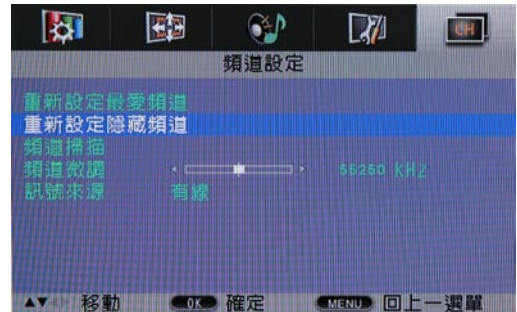 CH
頻道設定
重新設定最愛頻道
重新設定隱藏頻道
頻道掃描
頻道微調 55250 kHz
訊號來源 有線
▲▼ 移動 OK 確定 MENU 回上一選單